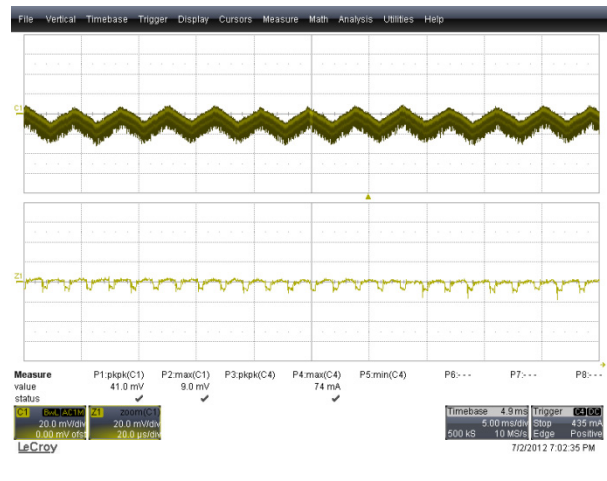 File Vertical Timebase Trigger Display Cursors Measure Math Analysis Utilities Help
C1
Z1
Measure P1:pkpk(C1) P2:max(C1) P3:pkpk(C4) P4:max(C4) P5:min(C4) P6:- - - P7:- - - P8:- - -
value 41.0 mV 9.0 mV 74 mA
status
C1 BwL AC1M Z1 zoom(C1) Timebase 4.9 ms Trigger C4 DC
20.0 mV/div 20.0 mV/div 5.00 ms/div Stop 435 mA
0.00 mV ofst 20.0 µs/div 500 kS 10 MS/s Edge Positive
LeCroy 7/2/2012 7:02:35 PM